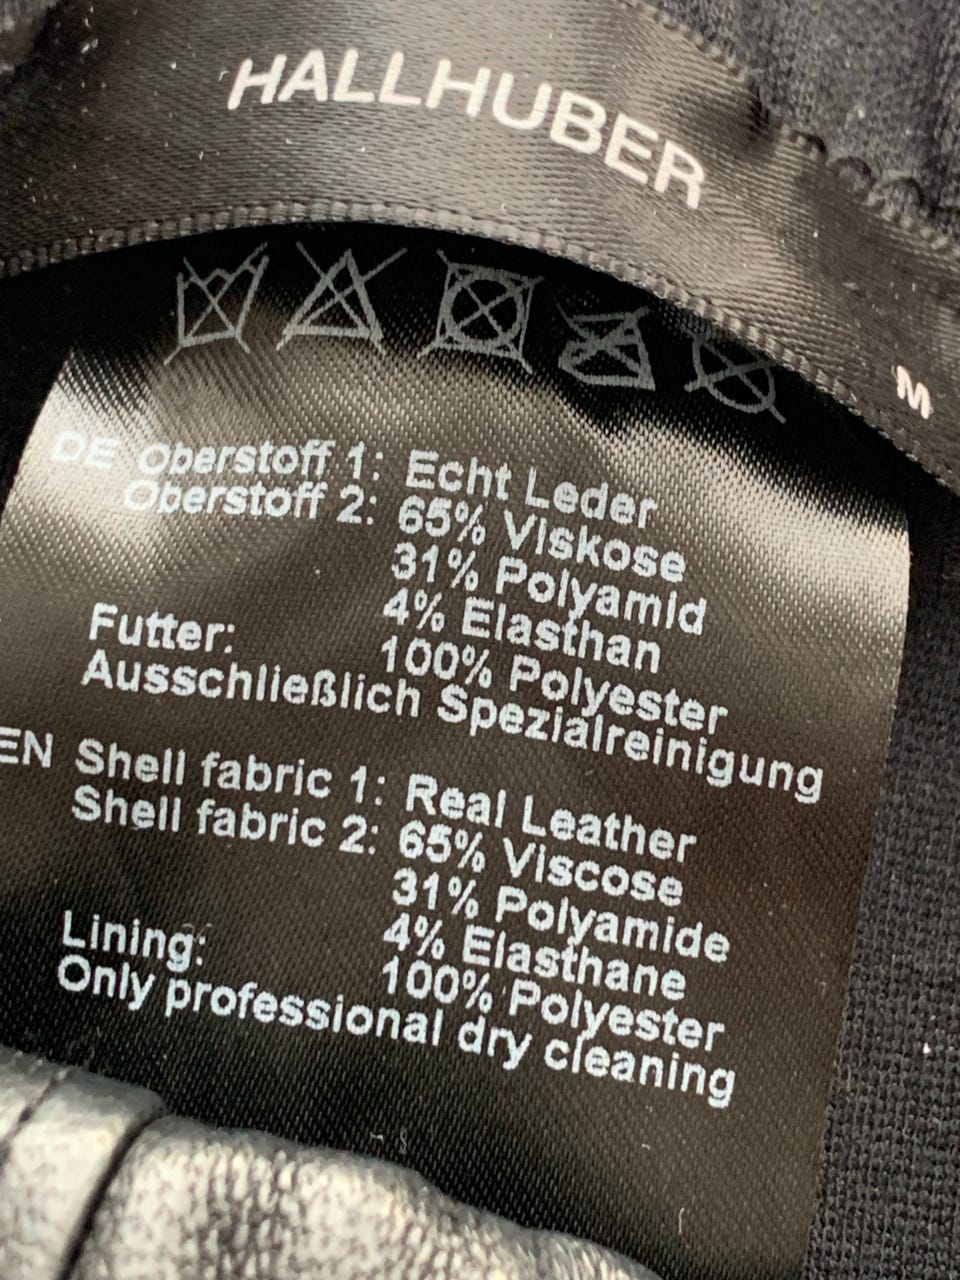 HALLHUBER
M
DE Oberstoff 1: Echt Leder
Oberstoff 2: 65% Viskose
31% Polyamid
4% Elasthan
Futter: 100% Polyester
Ausschließlich Spezialreinigung
EN Shell fabric 1: Real Leather
Shell fabric 2: 65% Viscose
31% Polyamide
4% Elasthane
Lining: 100% Polyester
Only professional dry cleaning